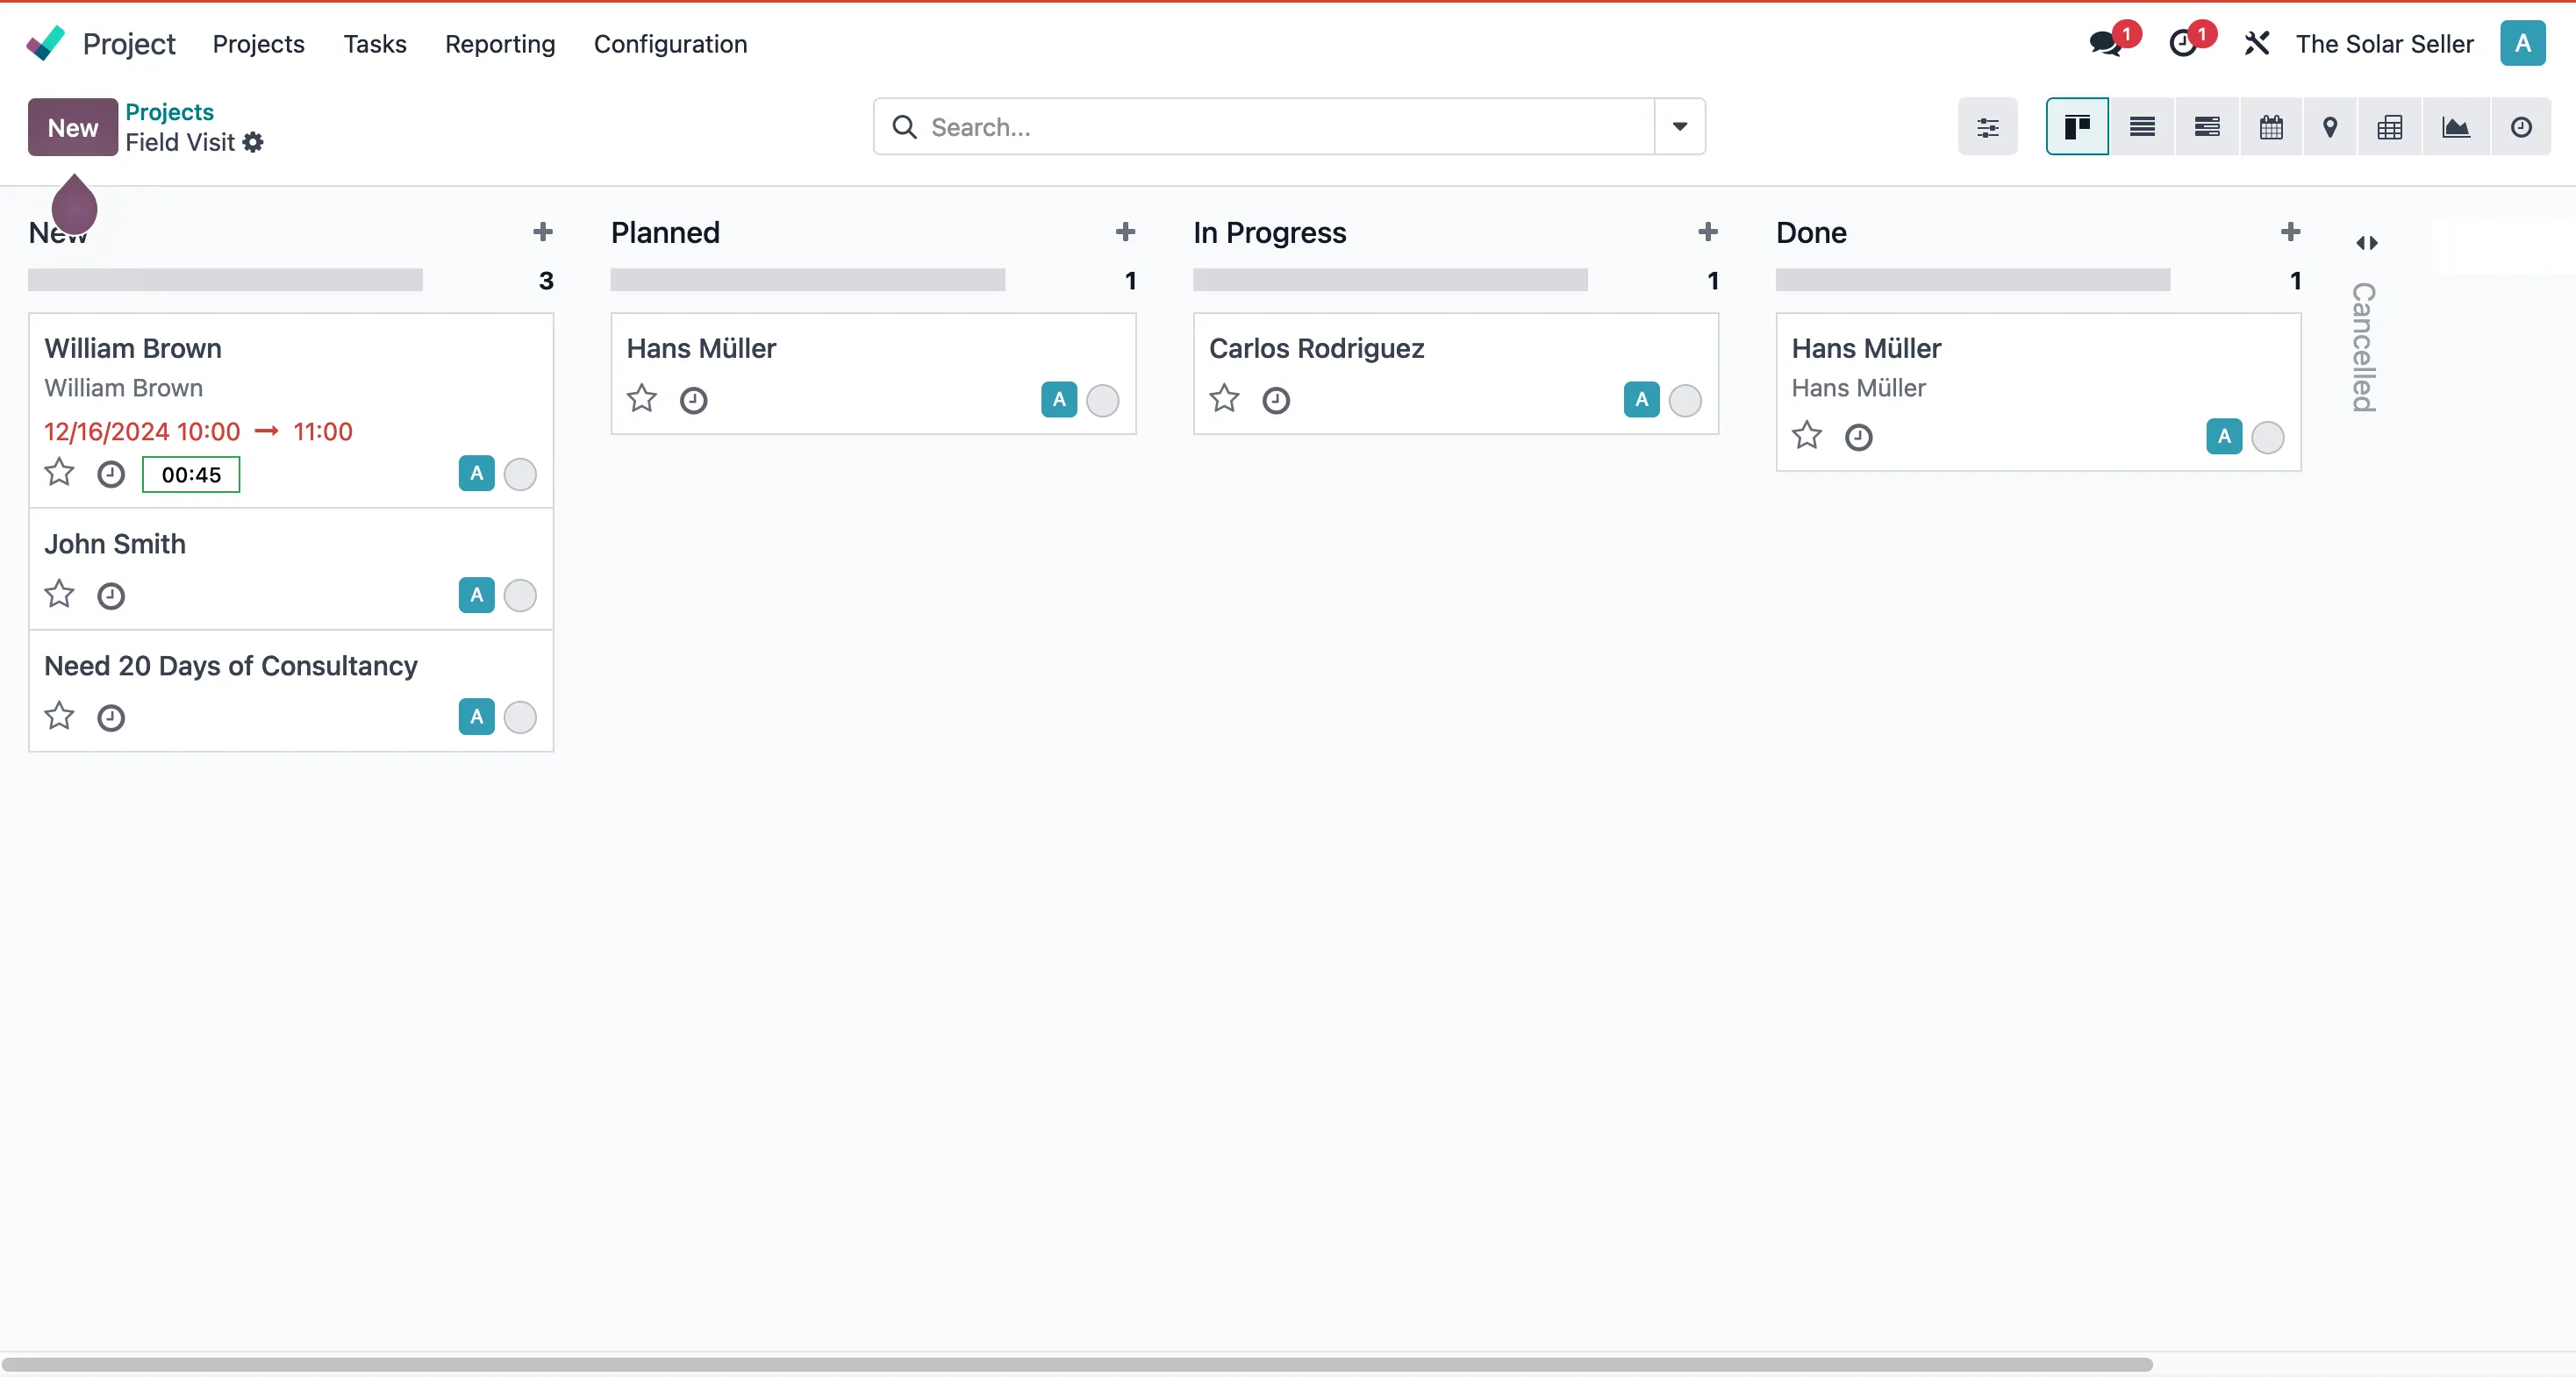 Project Projects Tasks Reporting Configuration 1 1 The Solar Seller A
New Projects
Field Visit
Search...
New
3
William Brown
William Brown
12/16/2024 10:00 → 11:00
00:45 A
John Smith
A
Need 20 Days of Consultancy
A
Planned
1
Hans Müller
A
In Progress
1
Carlos Rodriguez
A
Done
1
Hans Müller
Hans Müller
A
Cancelled